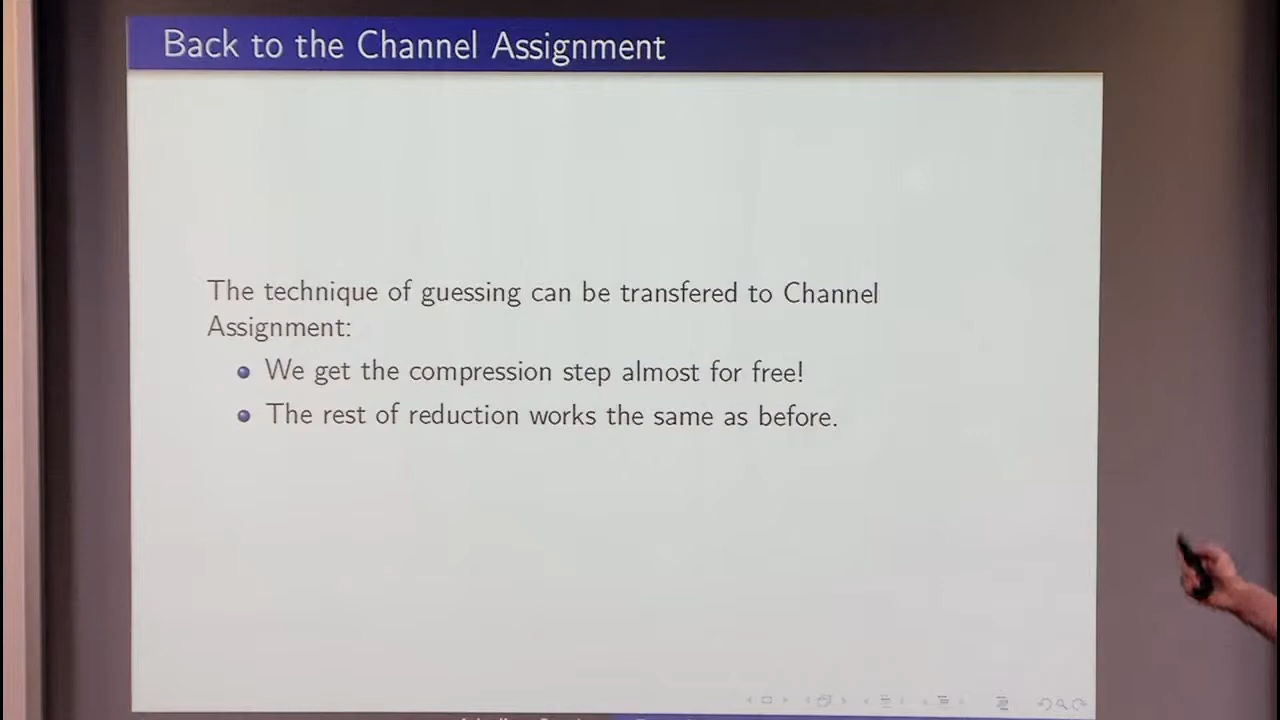 Back to the Channel Assignment
The technique of guessing can be transfered to Channel
Assignment:
We get the compression step almost for free!
The rest of reduction works the same as before.